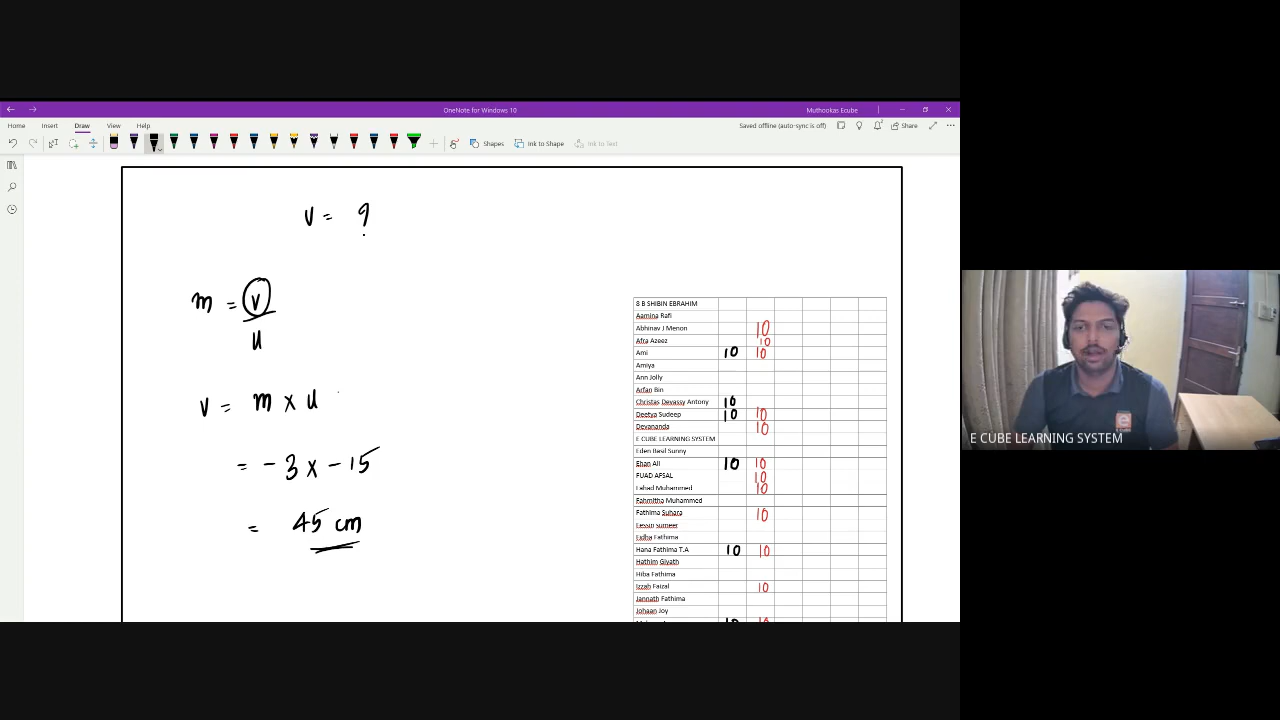 OneNote for Windows 10
Muthookas Ecube
Home Insert Draw View Help
Saved offline (auto-sync is off)
Share
Shapes
Ink to Shape
Ink to Text
v = ?
m = v
u
v = m x u
= -3 x -15
= 45 cm
8 B SHIBIN EBRAHIM
Aamina Rafi
Abhinav J Menon 10
Afra Azeez 10
Ami 10 10
Amiya
Ann Jolly
Arfan Bin
Christas Devassy Antony 10
Deetya Sudeep 10 10
Devananda 10
E CUBE LEARNING SYSTEM
Eden Basil Sunny
Ehan Ali 10 10
FUAD AFSAL 10
Fahad Muhammed 10
Fahmitha Muhammed
Fathima Suhara 10
Fessin sumeer
Fidha Fathima
Hana Fathima T.A 10 10
Hathim Giyath
Hiba Fathima
Izzah Faizal 10
Jannath Fathima
Johaan Joy
E CUBE LEARNING SYSTEM